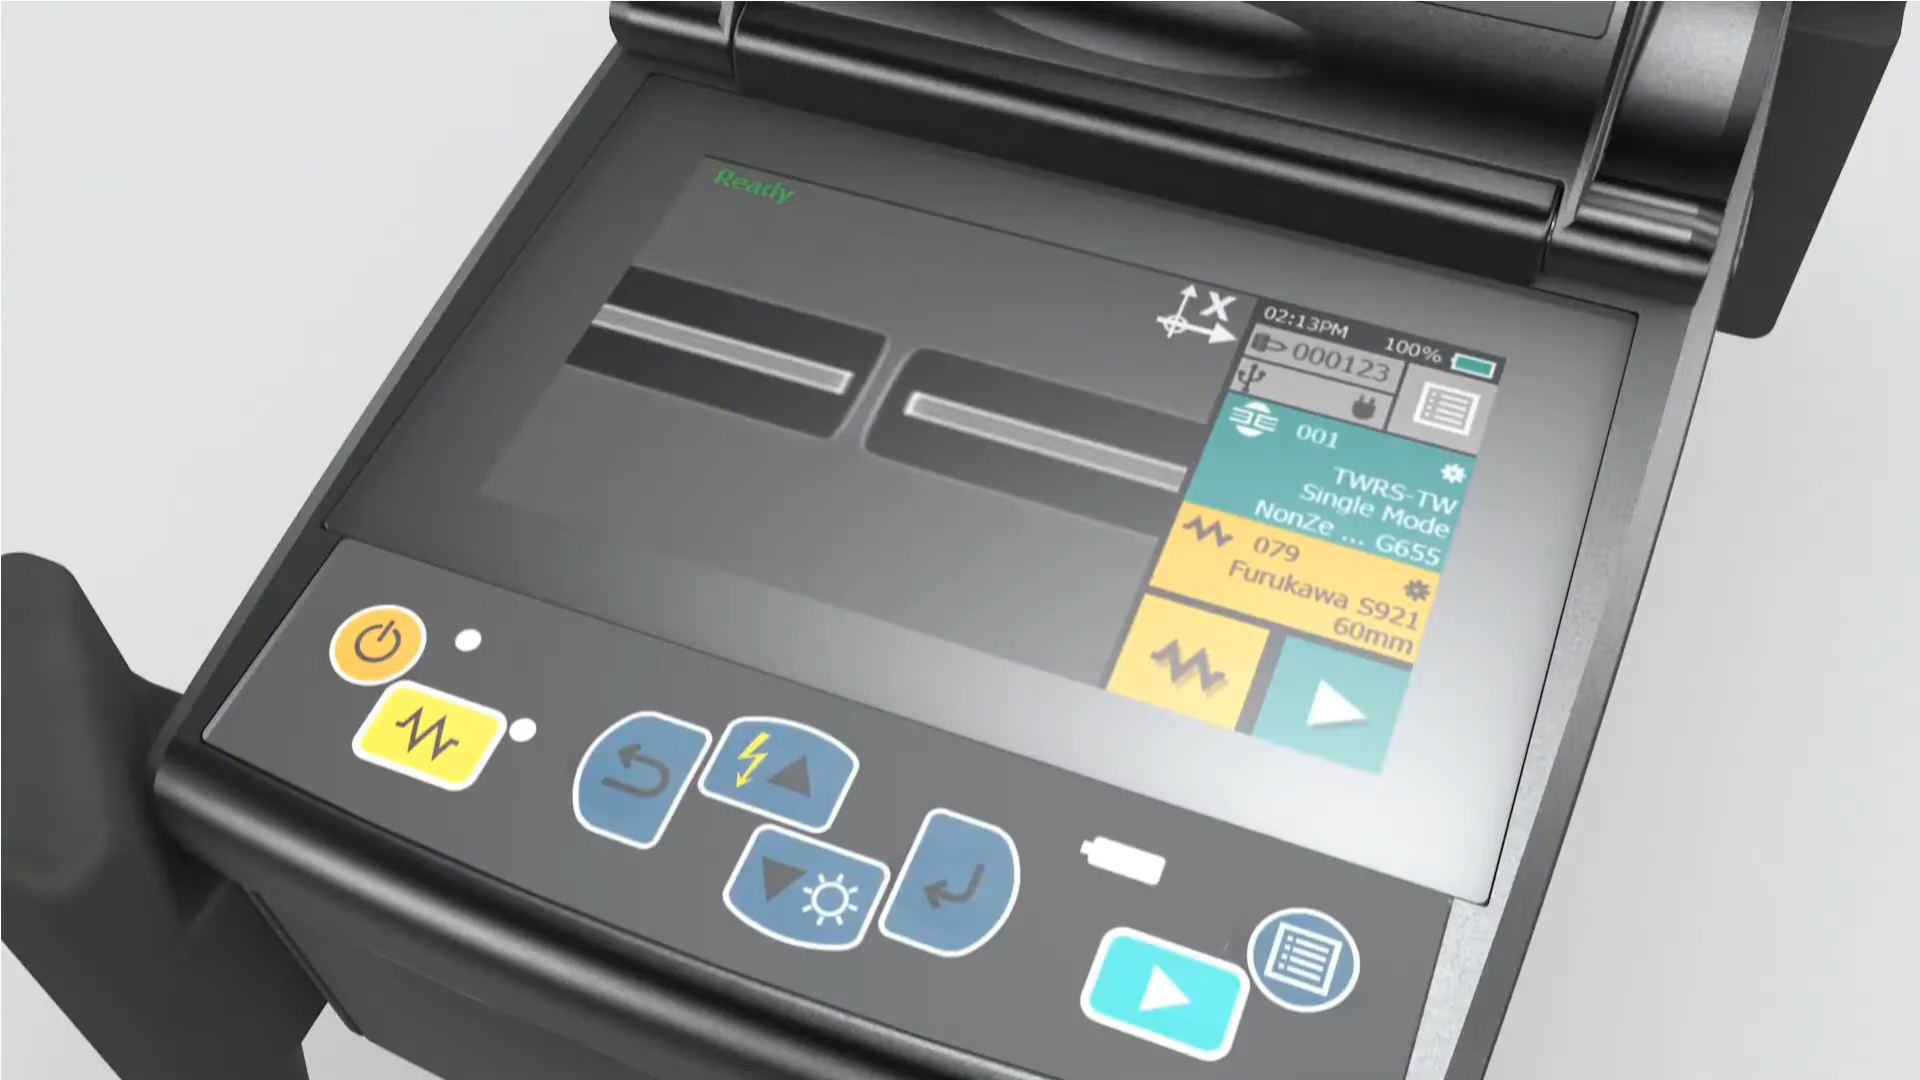 Ready
X
02:13PM 100%
000123
001
TWRS-TW
Single Mode
NonZe ... G655
079
Furukawa S921
60mm